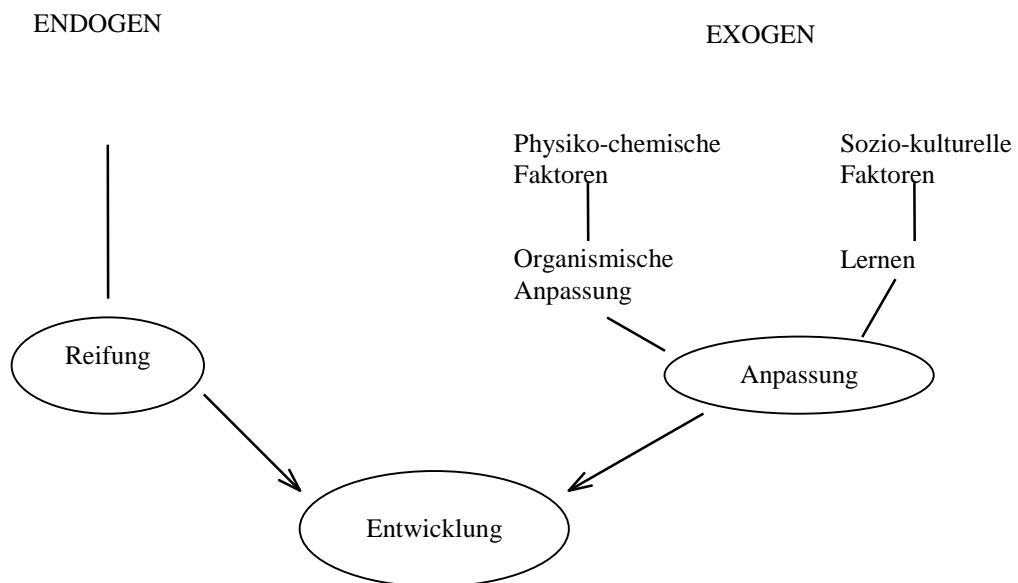 ENDOGEN
EXOGEN
Physiko-chemische
Faktoren
Sozio-kulturelle
Faktoren
Organismische
Anpassung
Lernen
Reifung
Anpassung
Entwicklung